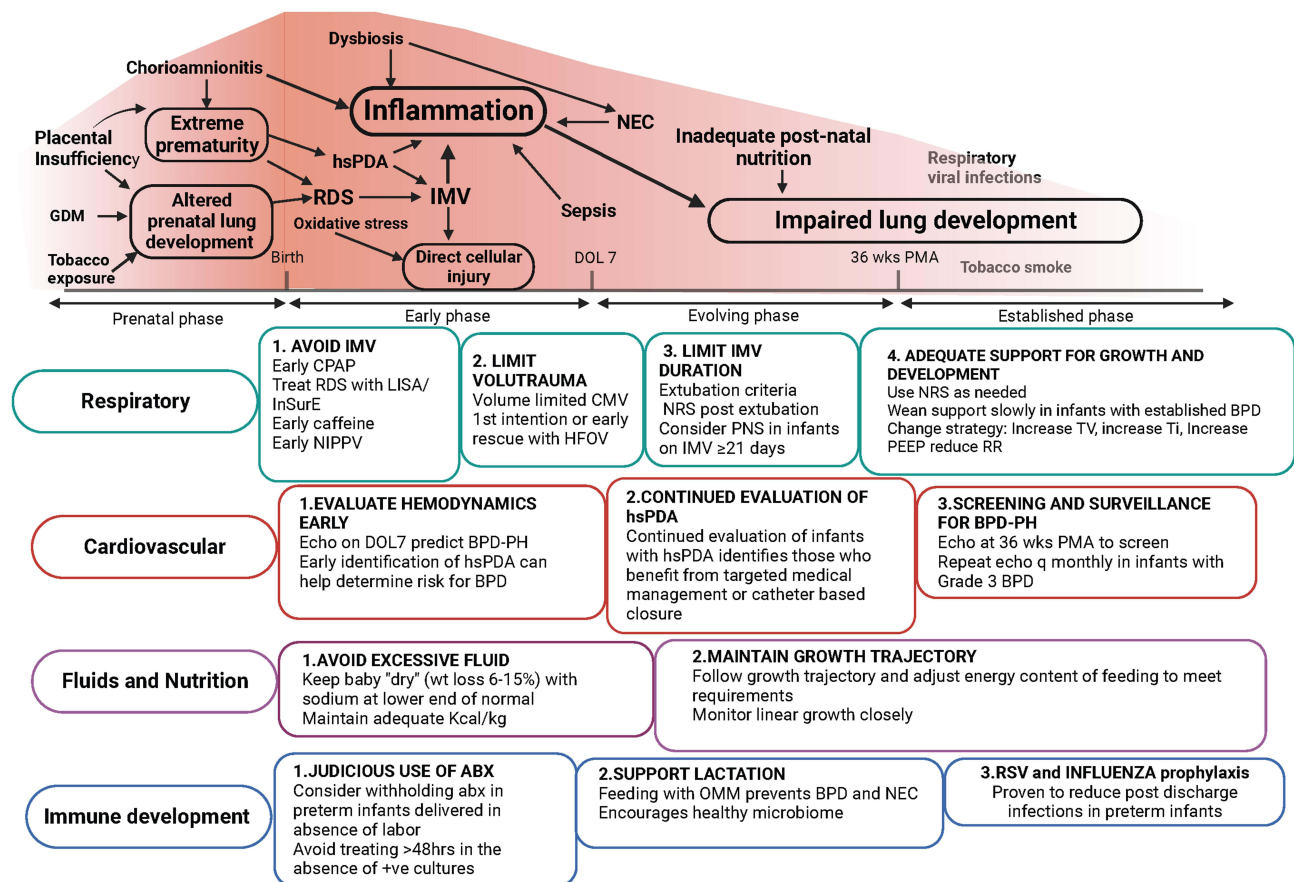 Dysbiosis
Chorioamnionitis
Inflammation
NEC
Placental
Insufficiency
Extreme
prematurity
hsPDA
Inadequate post-natal
nutrition
Respiratory
viral infections
RDS
IMV
Altered
prenatal lung
development
GDM
Oxidative stress
Sepsis
Impaired lung development
Tobacco
exposure
Birth
Direct cellular
injury
DOL 7
36 wks PMA
Tobacco smoke
Prenatal phase
Early phase
Evolving phase
Established phase
Respiratory
1. AVOID IMV
Early CPAP
Treat RDS with LISA/
InSurE
Early caffeine
Early NIPPV
2. LIMIT
VOLUTRAUMA
Volume limited CMV
1st intention or early
rescue with HFOV
3. LIMIT IMV
DURATION
Extubation criteria
NRS post extubation
Consider PNS in infants
on IMV ≥21 days
4. ADEQUATE SUPPORT FOR GROWTH AND
DEVELOPMENT
Use NRS as needed
Wean support slowly in infants with established BPD
Change strategy: Increase TV, increase Ti, Increase
PEEP reduce RR
Cardiovascular
1.EVALUATE HEMODYNAMICS
EARLY
Echo on DOL7 predict BPD-PH
Early identification of hsPDA can
help determine risk for BPD
2.CONTINUED EVALUATION OF
hsPDA
Continued evaluation of infants
with hsPDA identifies those who
benefit from targeted medical
management or catheter based
closure
3.SCREENING AND SURVEILLANCE
FOR BPD-PH
Echo at 36 wks PMA to screen
Repeat echo q monthly in infants with
Grade 3 BPD
Fluids and Nutrition
1.AVOID EXCESSIVE FLUID
Keep baby "dry" (wt loss 6-15%) with
sodium at lower end of normal
Maintain adequate Kcal/kg
2.MAINTAIN GROWTH TRAJECTORY
Follow growth trajectory and adjust energy content of feeding to meet
requirements
Monitor linear growth closely
Immune development
1.JUDICIOUS USE OF ABX
Consider withholding abx in
preterm infants delivered in
absence of labor
Avoid treating >48hrs in the
absence of +ve cultures
2.SUPPORT LACTATION
Feeding with OMM prevents BPD and NEC
Encourages healthy microbiome
3.RSV and INFLUENZA prophylaxis
Proven to reduce post discharge
infections in preterm infants